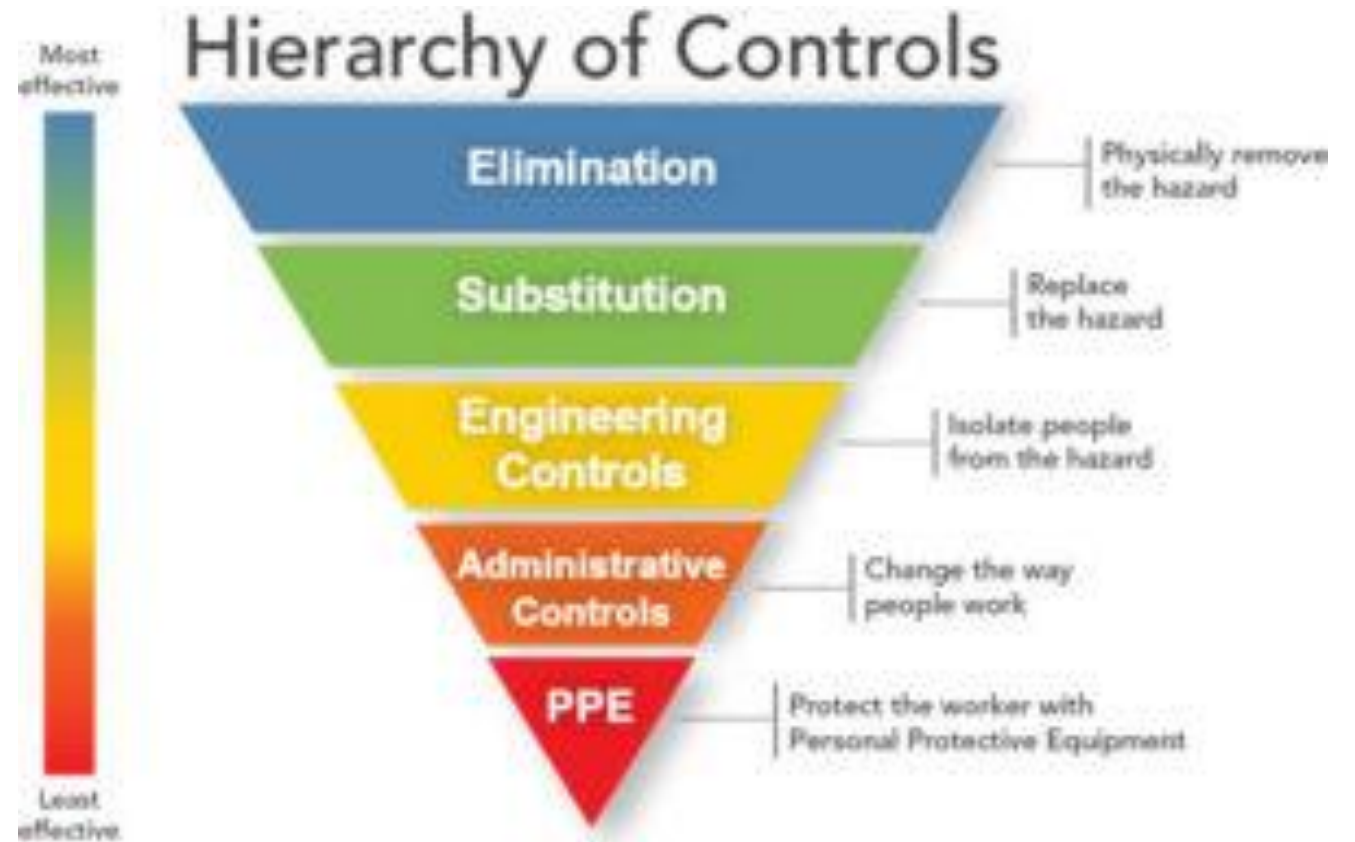 Hierarchy of Controls
Most
effective
Elimination
Physically remove
the hazard
Substitution
Replace
the hazard
Engineering
Controls
Isolate people
from the hazard
Administrative
Controls
Change the way
people work
PPE
Protect the worker with
Personal Protective Equipment
Least
effective